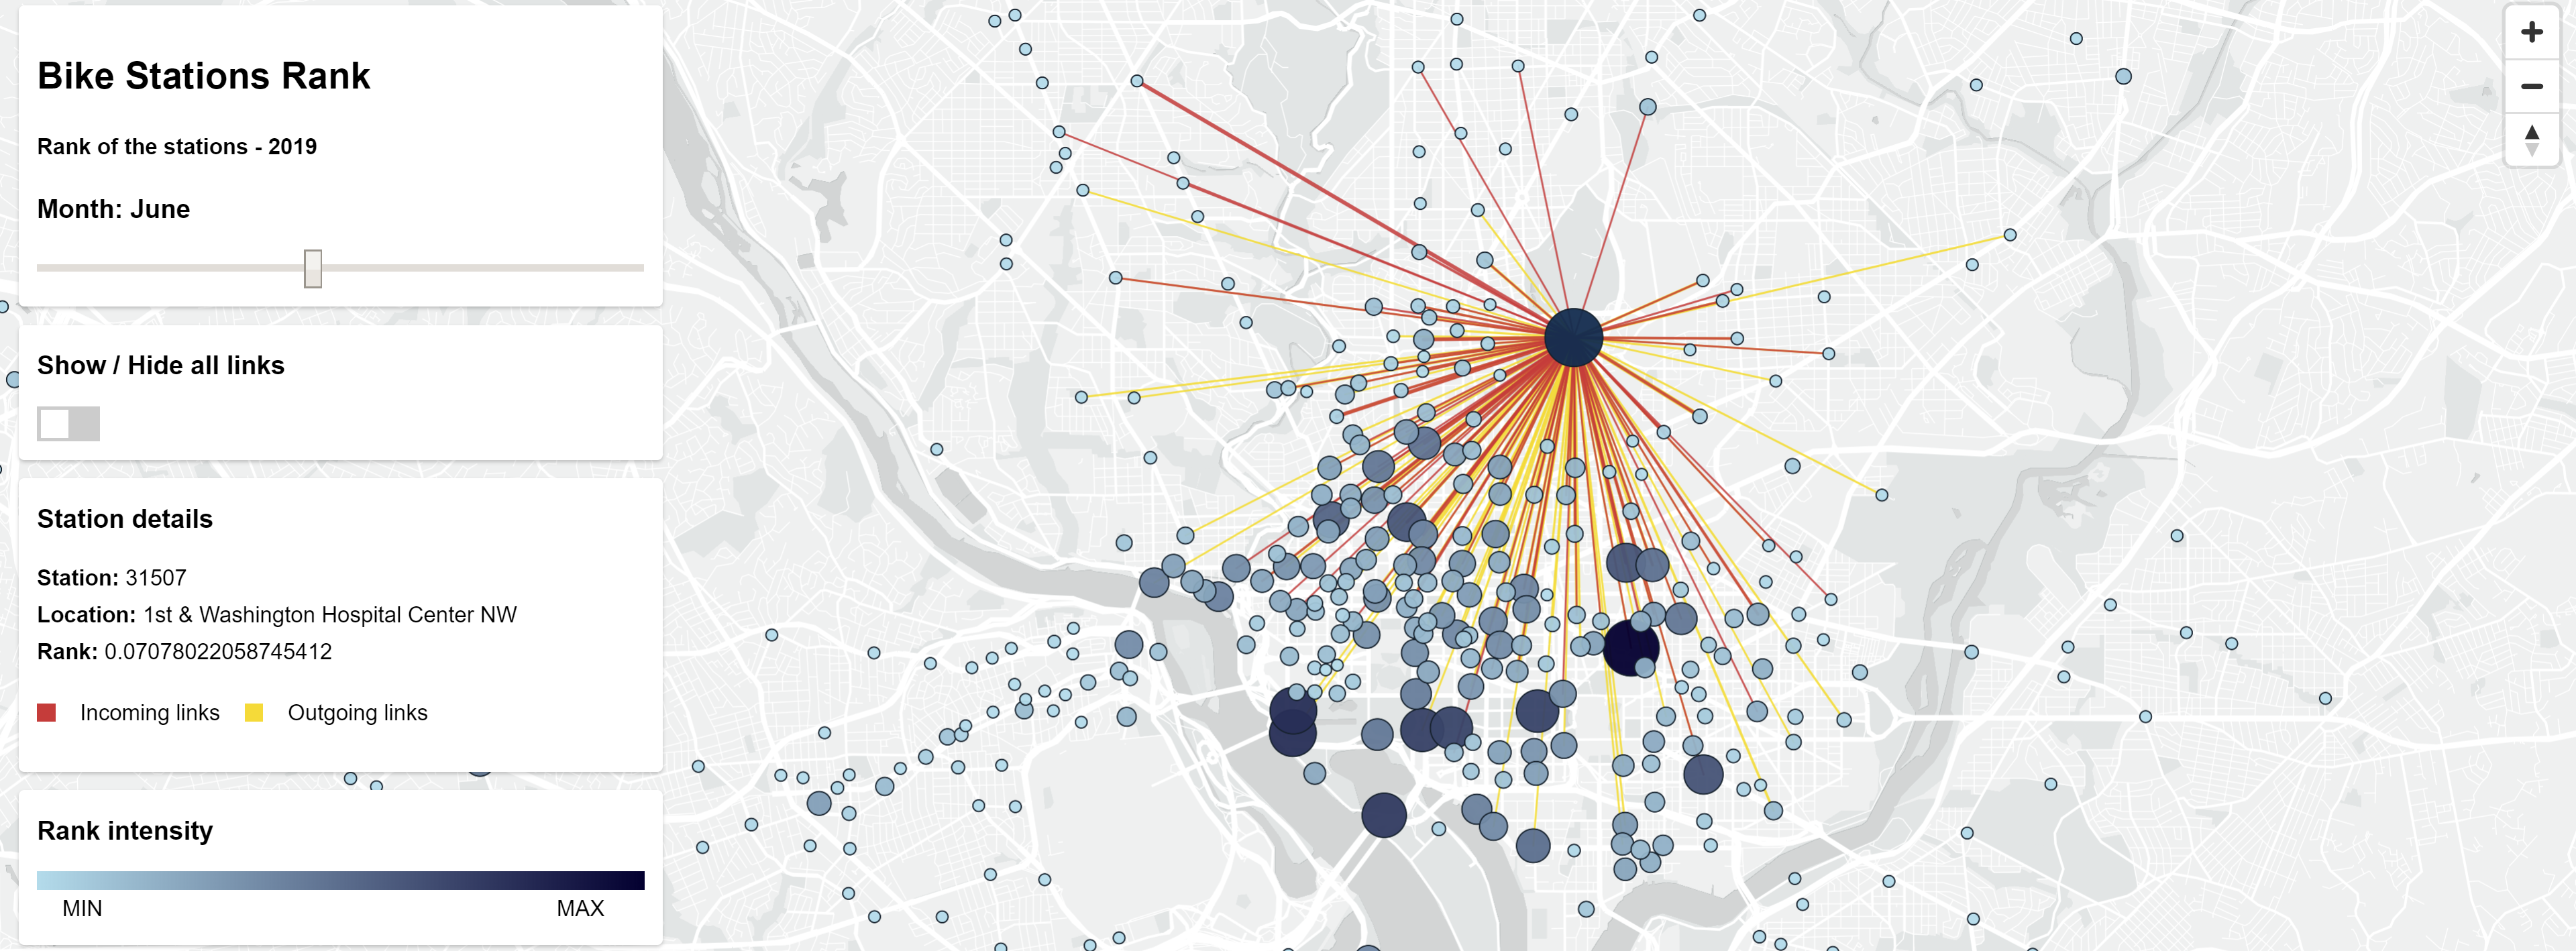 Bike Stations Rank
Rank of the stations - 2019
Month: June
Show / Hide all links
Station details
Station: 31507
Location: 1st & Washington Hospital Center NW
Rank: 0.07078022058745412
Incoming links Outgoing links
Rank intensity
MIN MAX